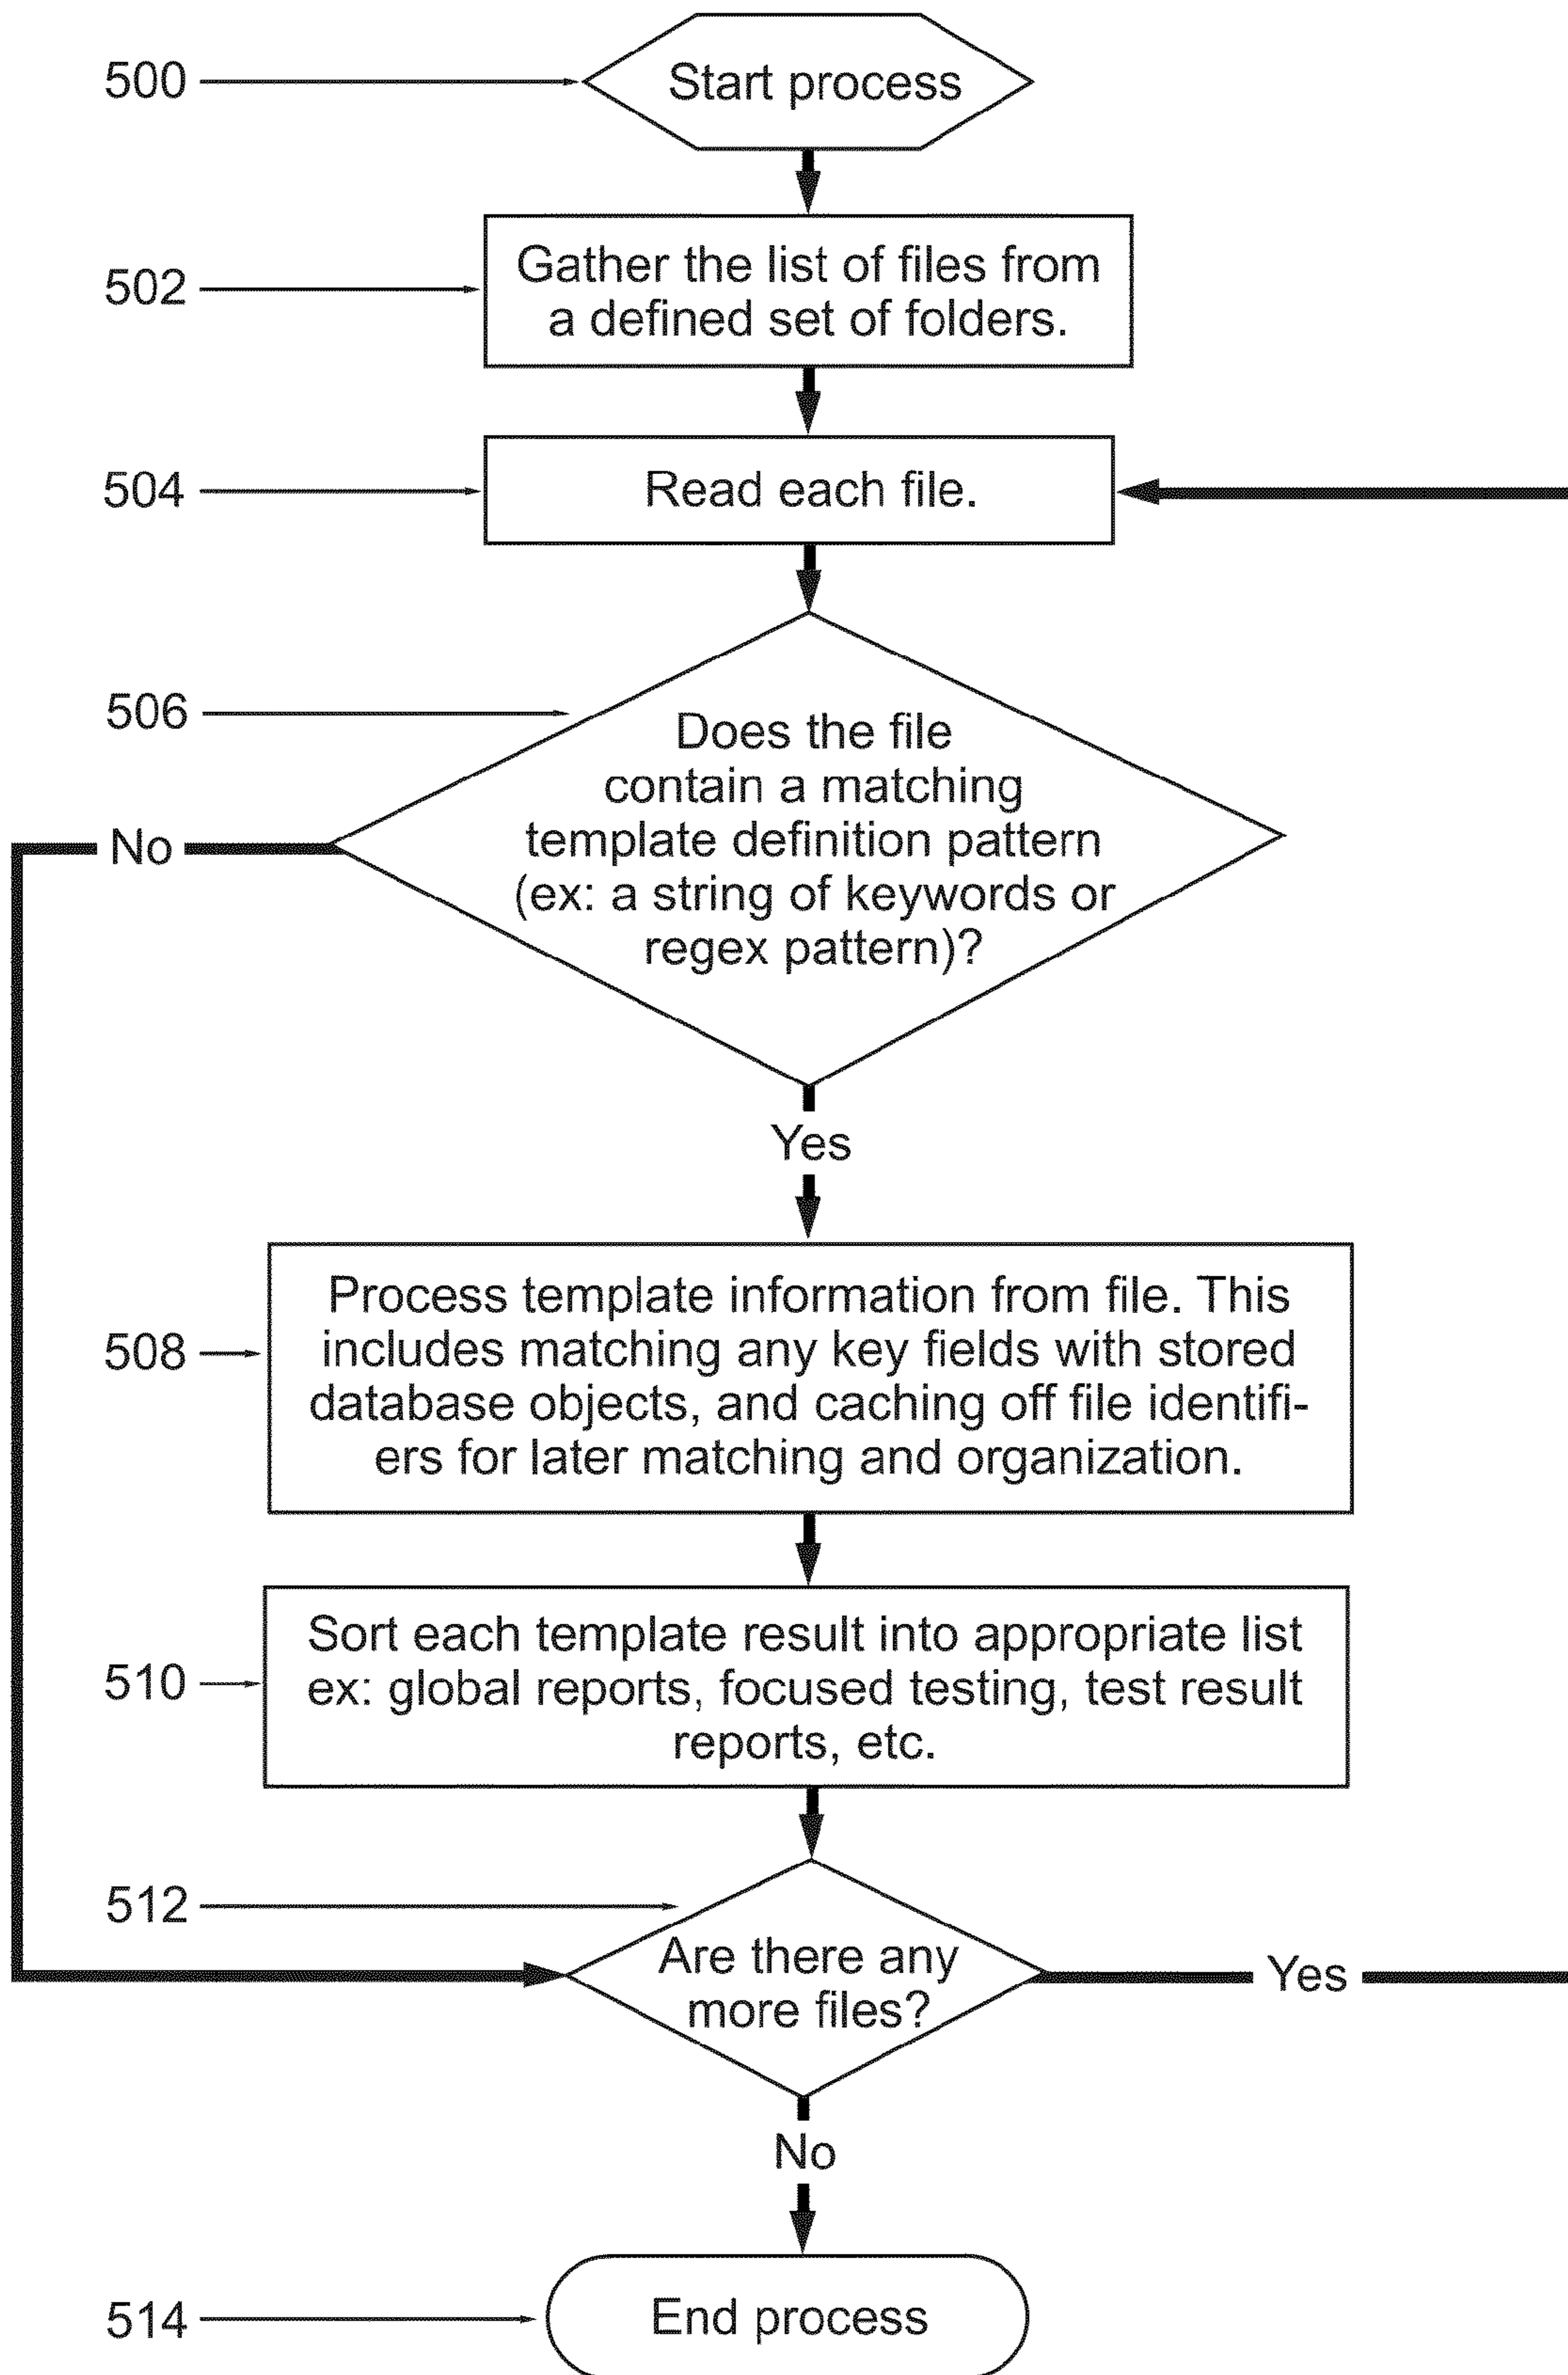 500
Start process
502
Gather the list of files from
a defined set of folders.
504
Read each file.
506
Does the file
contain a matching
template definition pattern
(ex: a string of keywords or
regex pattern)?
No
Yes
508
Process template information from file. This
includes matching any key fields with stored
database objects, and caching off file identifi-
ers for later matching and organization.
510
Sort each template result into appropriate list
ex: global reports, focused testing, test result
reports, etc.
512
Are there any
more files?
Yes
No
514
End process